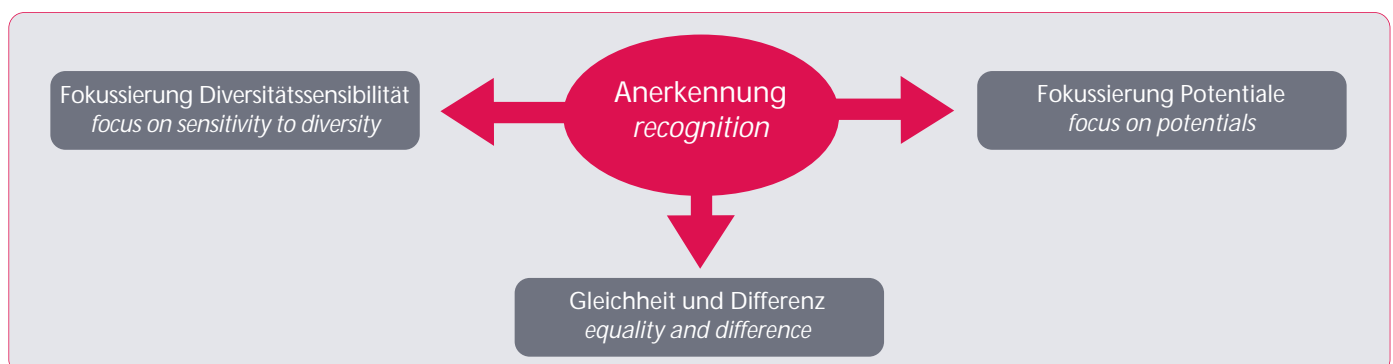 Fokussierung Diversitätssensibilität
focus on sensitivity to diversity
Anerkennung
recognition
Fokussierung Potentiale
focus on potentials
Gleichheit und Differenz
equality and difference